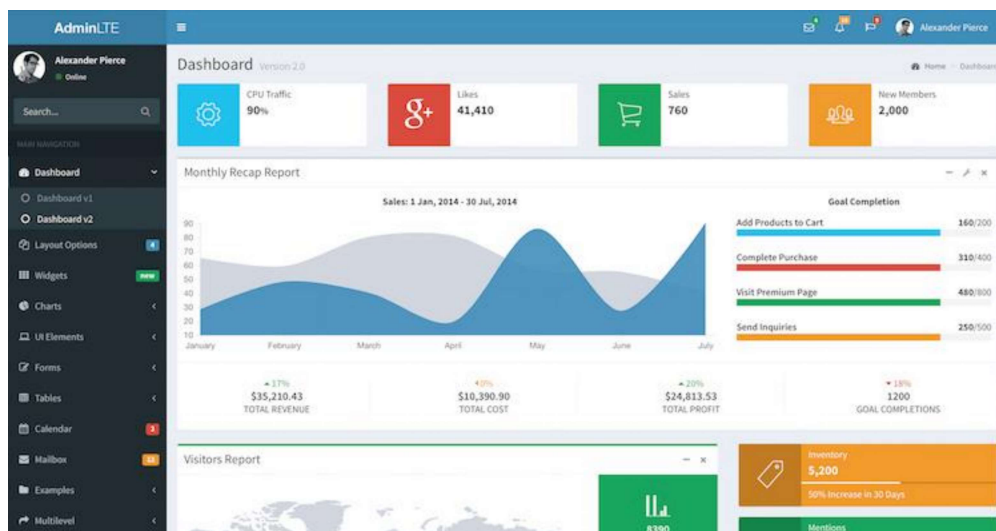 AdminLTE
Alexander Pierce
Alexander Pierce
Online
Search...
MAIN NAVIGATION
Dashboard
Dashboard v1
Dashboard v2
Layout Options 4
Widgets new
Charts
UI Elements
Forms
Tables
Calendar 3
Mailbox 12
Examples
Multilevel
Dashboard Version 2.0
Home Dashboard
CPU Traffic
90%
g+
Likes
41,410
Sales
760
New Members
2,000
Monthly Recap Report
Sales: 1 Jan, 2014 - 30 Jul, 2014
90
80
70
60
50
40
30
20
10
January February March April May June July
Goal Completion
Add Products to Cart 160/200
Complete Purchase 310/400
Visit Premium Page 480/800
Send Inquiries 250/500
17%
$35,210.43
TOTAL REVENUE
0%
$10,390.90
TOTAL COST
20%
$24,813.53
TOTAL PROFIT
18%
1200
GOAL COMPLETIONS
Visitors Report
8390
Inventory
5,200
50% Increase in 30 Days
Mentions